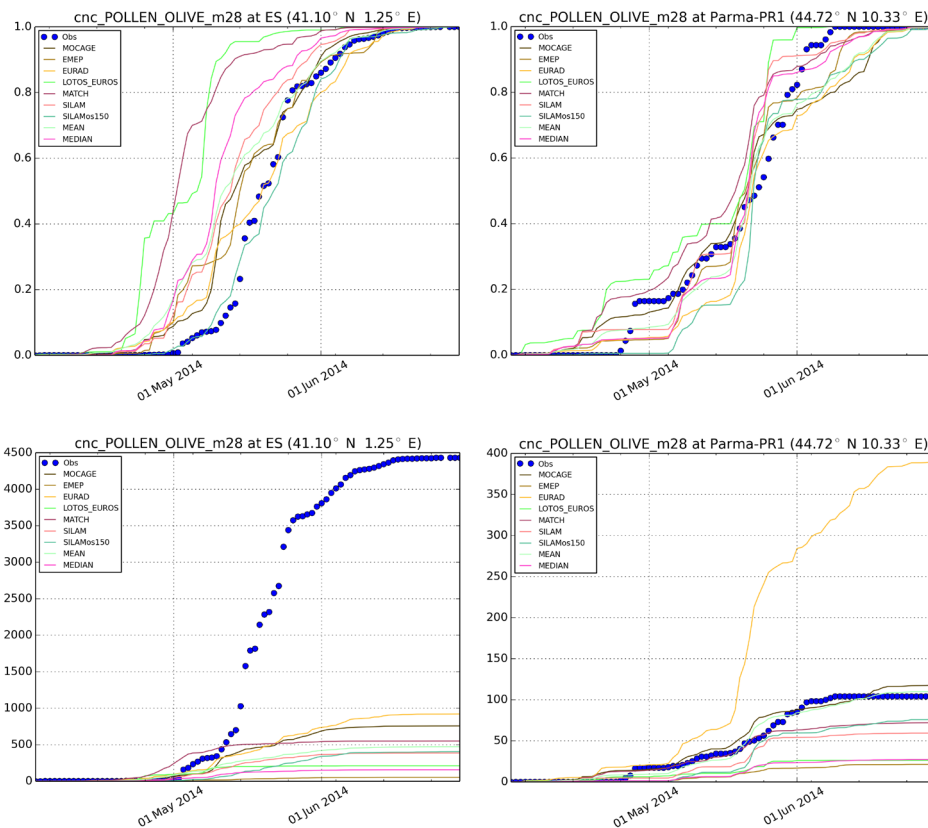 cnc_POLLEN_OLIVE_m28 at ES (41.10° N 1.25° E)
1.0
0.8
0.6
0.4
0.2
0.0
Obs
MOCAGE
EMEP
EURAD
LOTOS_EUROS
MATCH
SILAM
SILAMos150
MEAN
MEDIAN
01 May 2014
01 Jun 2014
cnc_POLLEN_OLIVE_m28 at Parma-PR1 (44.72° N 10.33° E)
1.0
0.8
0.6
0.4
0.2
0.0
Obs
MOCAGE
EMEP
EURAD
LOTOS_EUROS
MATCH
SILAM
SILAMos150
MEAN
MEDIAN
01 May 2014
01 Jun 2014
cnc_POLLEN_OLIVE_m28 at ES (41.10° N 1.25° E)
4500
4000
3500
3000
2500
2000
1500
1000
500
0
Obs
MOCAGE
EMEP
EURAD
LOTOS_EUROS
MATCH
SILAM
SILAMos150
MEAN
MEDIAN
01 May 2014
01 Jun 2014
cnc_POLLEN_OLIVE_m28 at Parma-PR1 (44.72° N 10.33° E)
400
350
300
250
200
150
100
50
0
Obs
MOCAGE
EMEP
EURAD
LOTOS_EUROS
MATCH
SILAM
SILAMos150
MEAN
MEDIAN
01 May 2014
01 Jun 2014